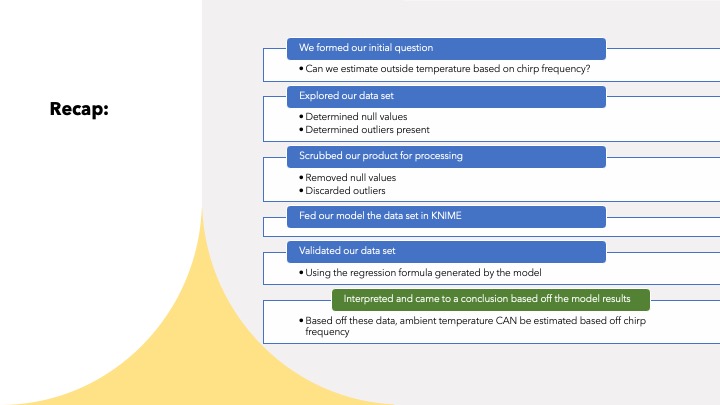 Recap:
We formed our initial question
• Can we estimate outside temperature based on chirp frequency?
Explored our data set
• Determined null values
• Determined outliers present
Scrubbed our product for processing
• Removed null values
• Discarded outliers
Fed our model the data set in KNIME
Validated our data set
• Using the regression formula generated by the model
Interpreted and came to a conclusion based off the model results
• Based off these data, ambient temperature CAN be estimated based off chirp
frequency